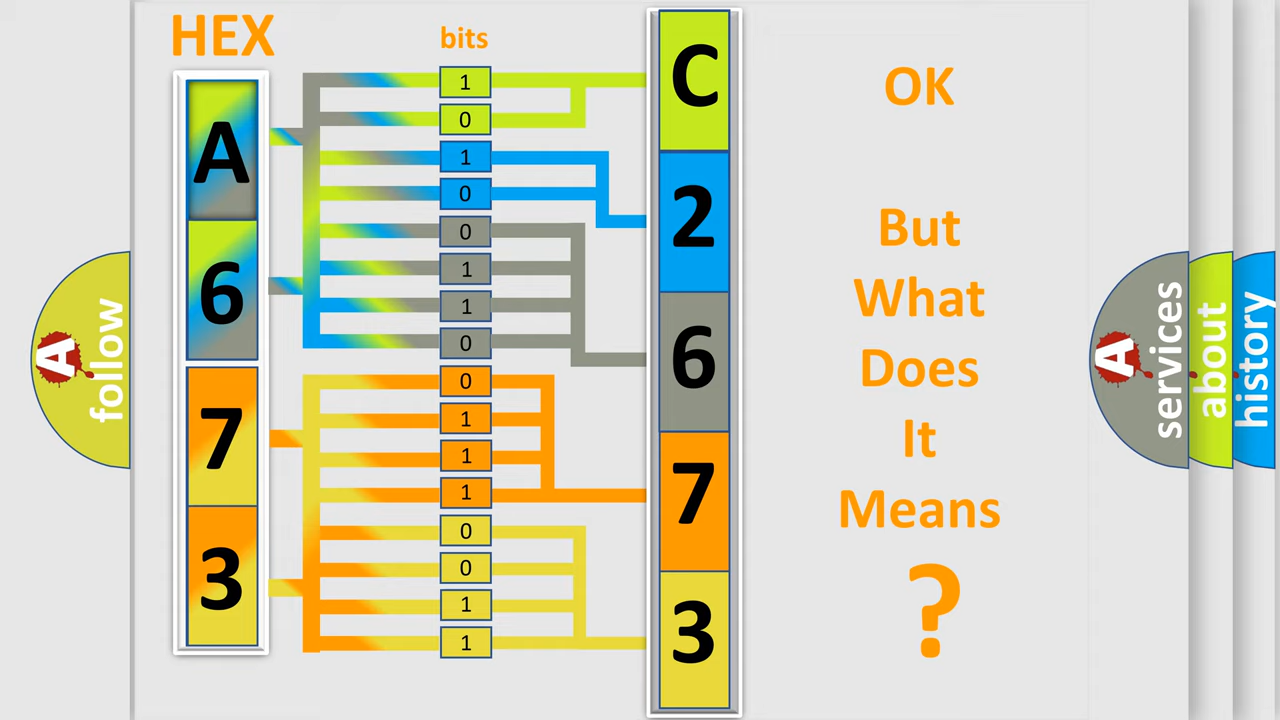 HEX
bits
A
6
7
3
1
0
1
0
0
1
1
0
0
1
1
1
0
0
1
1
C
2
6
7
3
OK
But
What
Does
It
Means
?
A
follow
A
services
about
history